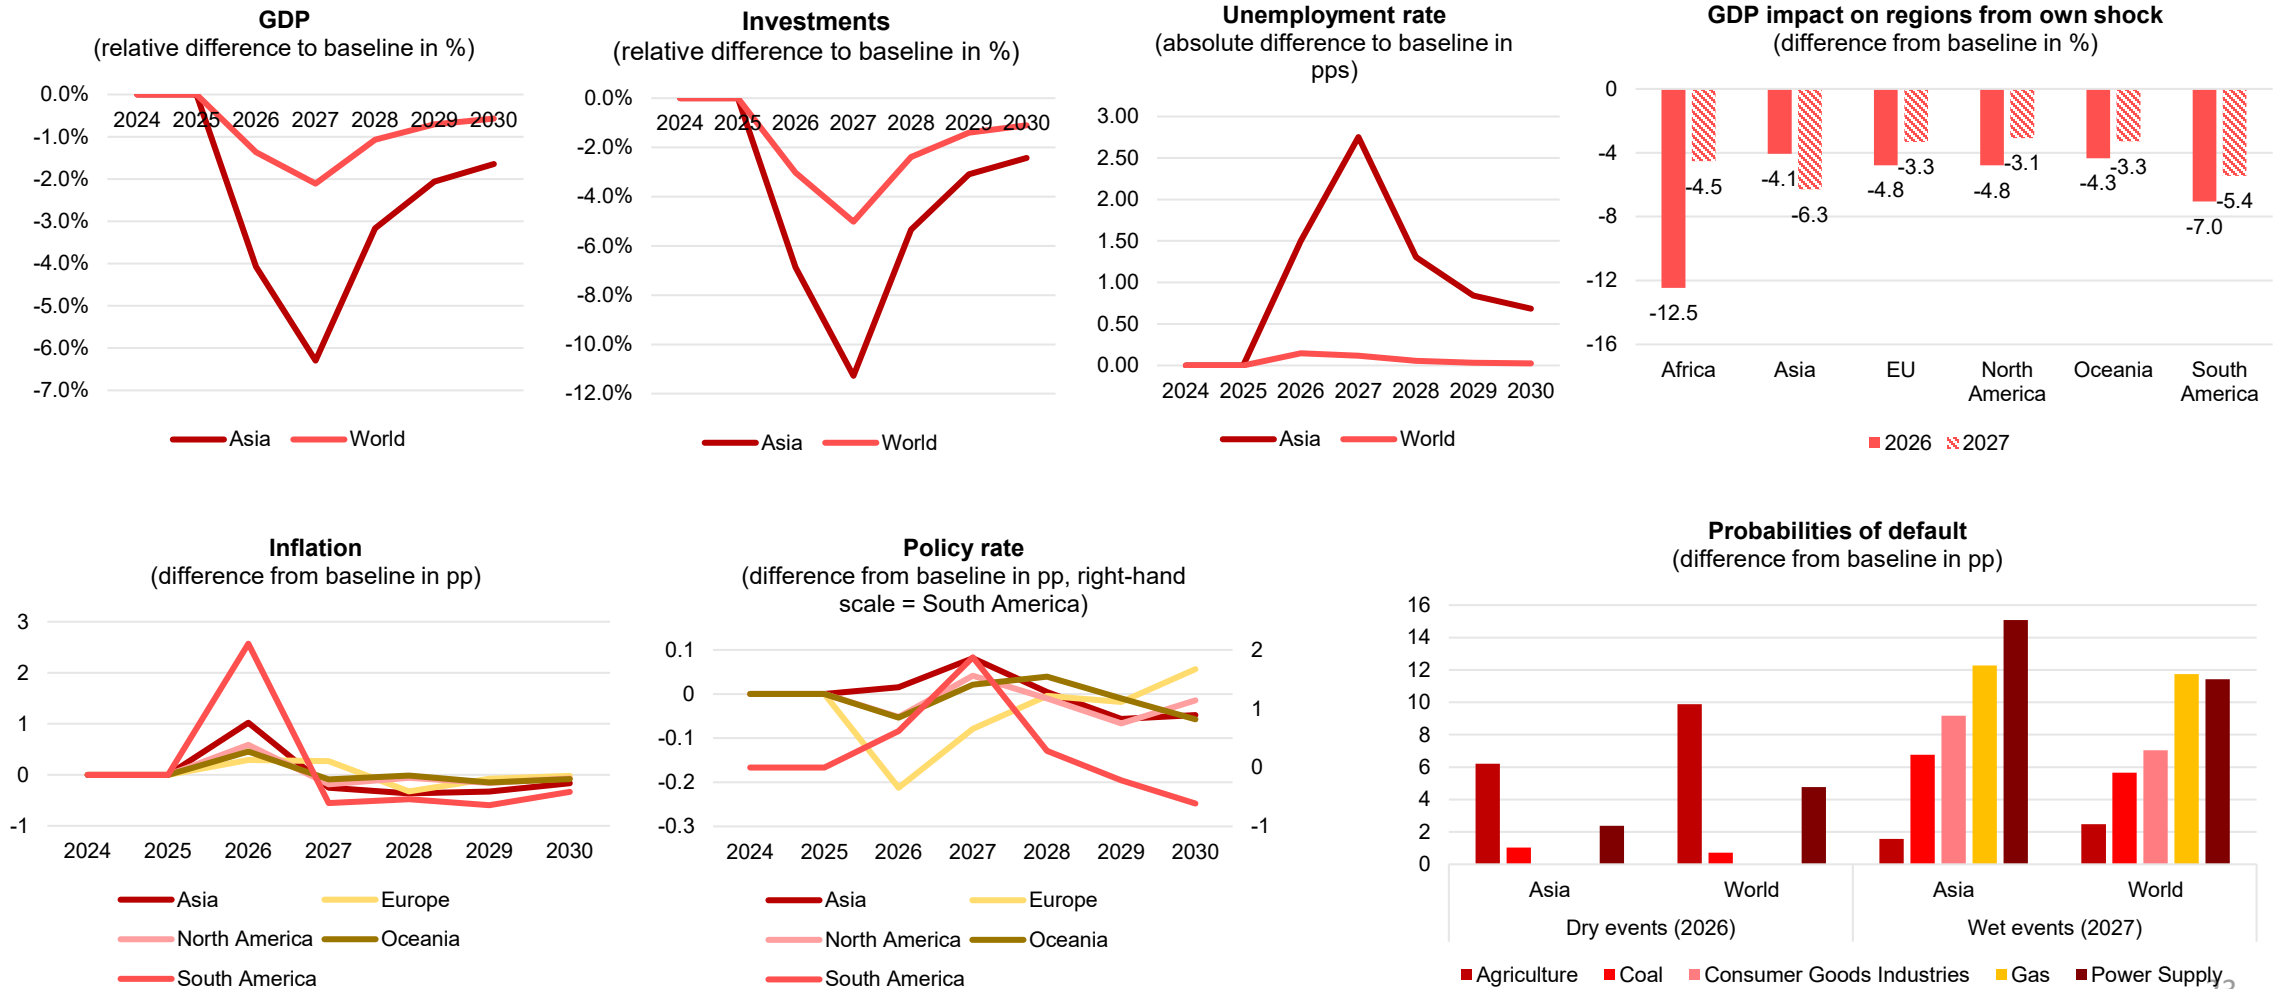 GDP
(relative difference to baseline in %)
0.0%
-1.0%
-2.0%
-3.0%
-4.0%
-5.0%
-6.0%
-7.0%
2024 2025 2026 2027 2028 2029 2030
Asia World
Investments
(relative difference to baseline in %)
0.0%
-2.0%
-4.0%
-6.0%
-8.0%
-10.0%
-12.0%
2024 2025 2026 2027 2028 2029 2030
Asia World
Unemployment rate
(absolute difference to baseline in
pps)
3.00
2.50
2.00
1.50
1.00
0.50
0.00
2024 2025 2026 2027 2028 2029 2030
Asia World
GDP impact on regions from own shock
(difference from baseline in %)
0
-4
-8
-12
-16
-12.5 -4.5 -4.1 -6.3 -4.8 -3.3 -4.8 -3.1 -4.3 -3.3 -7.0 -5.4
Africa Asia EU North Oceania South
America America
2026 2027
Inflation
(difference from baseline in pp)
3
2
1
0
-1
2024 2025 2026 2027 2028 2029 2030
Asia Europe
North America Oceania
South America
Policy rate
(difference from baseline in pp, right-hand
scale = South America)
0.1 2
0 1
-0.1 0
-0.2 -1
-0.3
2024 2025 2026 2027 2028 2029 2030
Asia Europe
North America Oceania
South America
Probabilities of default
(difference from baseline in pp)
16
14
12
10
8
6
4
2
0
Asia World Asia World
Dry events (2026) Wet events (2027)
Agriculture Coal Consumer Goods Industries Gas Power Supply